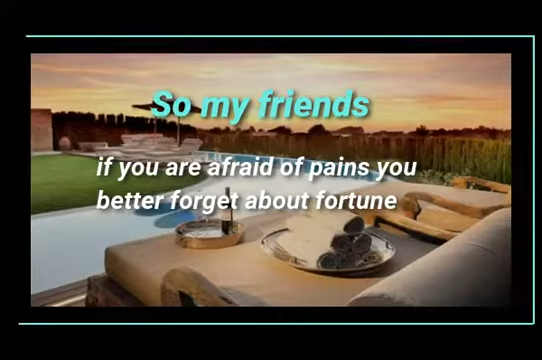 So my friends
if you are afraid of pains you
better forget about fortune